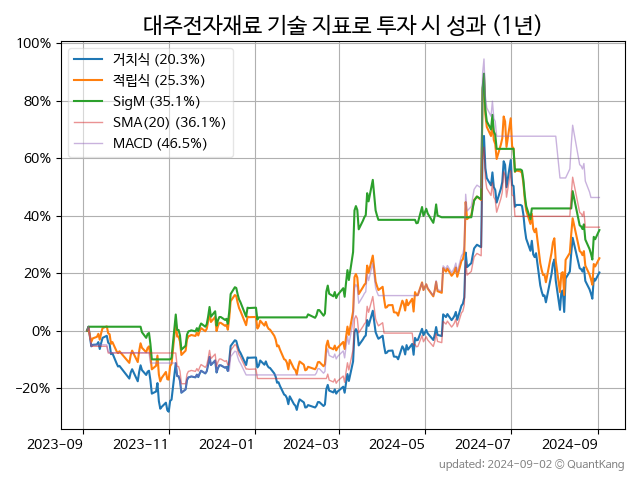 대주전자재료 기술 지표로 투자 시 성과 (1년)
100%
80%
60%
40%
20%
0%
−20%
거치식 (20.3%)
적립식 (25.3%)
SigM (35.1%)
SMA(20) (36.1%)
MACD (46.5%)
2023-09
2023-11
2024-01
2024-03
2024-05
2024-07
2024-09
updated: 2024-09-02 © QuantKang